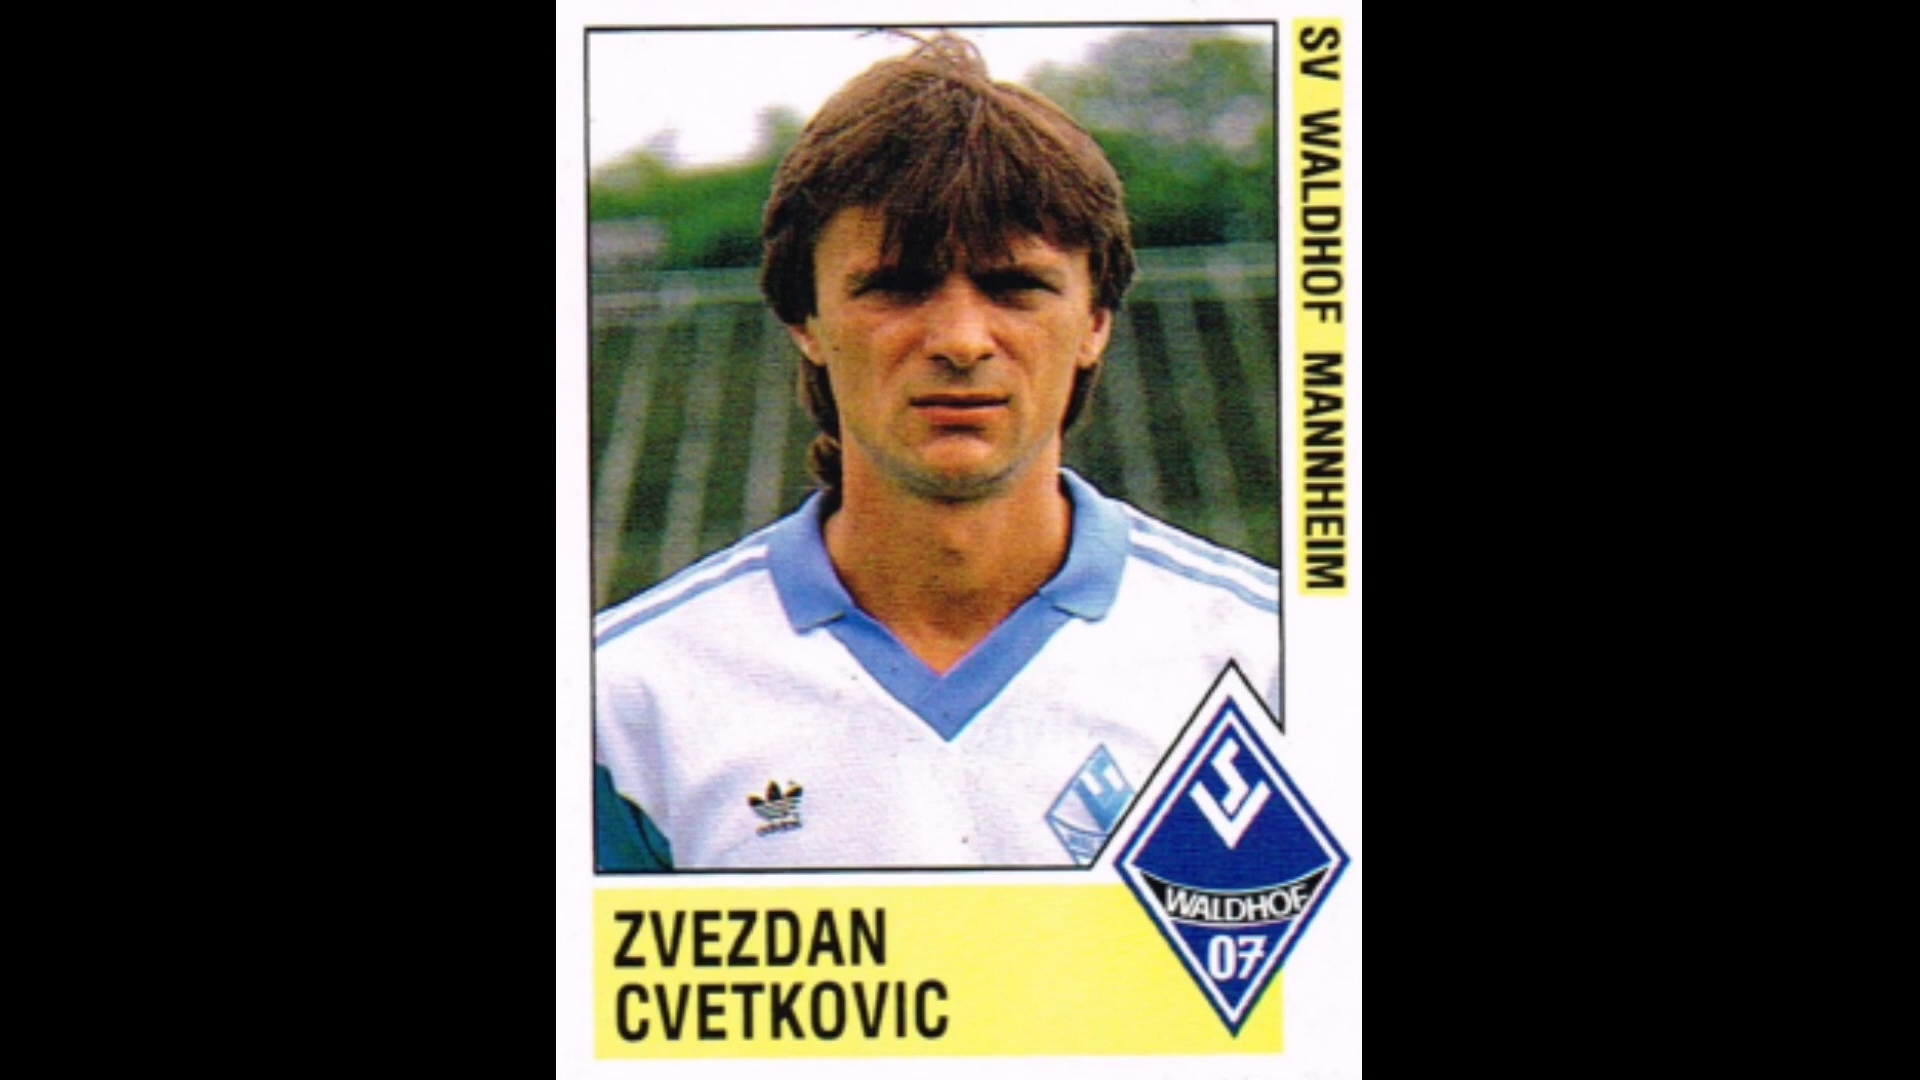 SV WALDHOF MANNHEIM
WALDHOF
07
ZVEZDAN
CVETKOVIC